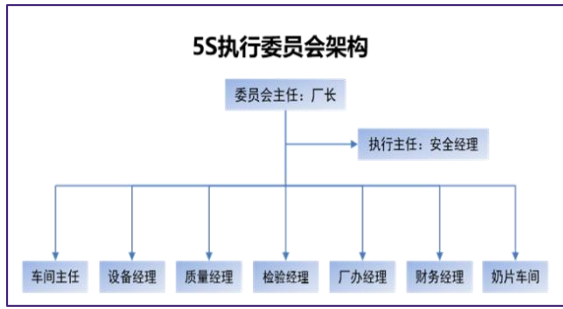 5S执行委员会架构
委员会主任：厂长
执行主任：安全经理
车间主任
设备经理
质量经理
检验经理
厂办经理
财务经理
奶片车间